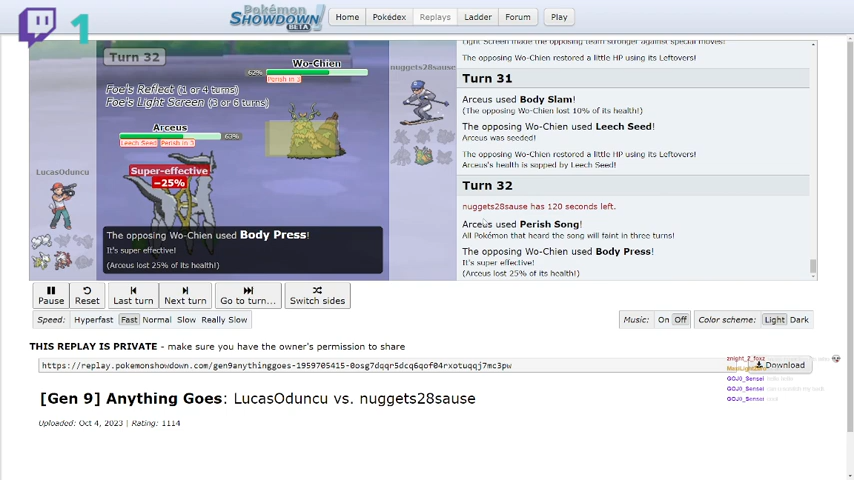 1
Pokémon
SHOWDOWN!
BETA
Home
Pokédex
Replays
Ladder
Forum
Play
Turn 32
Foe's Reflect (1 or 4 turns)
Foe's Light Screen (3 or 6 turns)
Wo-Chien
62%
Perish in 3
Arceus
63%
Leech Seed Perish in 3
Super-effective
−25%
LucasOduncu
nuggets28sause
The opposing Wo-Chien used Body Press!
It's super effective!
(Arceus lost 25% of its health!)
Light Screen made the opposing team stronger against special moves!
The opposing Wo-Chien restored a little HP using its Leftovers!
Turn 31
Arceus used Body Slam!
(The opposing Wo-Chien lost 10% of its health!)
The opposing Wo-Chien used Leech Seed!
Arceus was seeded!
The opposing Wo-Chien restored a little HP using its Leftovers!
Arceus's health is sapped by Leech Seed!
Turn 32
nuggets28sause has 120 seconds left.
Arceus used Perish Song!
All Pokémon that heard the song will faint in three turns!
The opposing Wo-Chien used Body Press!
It's super effective!
(Arceus lost 25% of its health!)
Pause
Reset
Last turn
Next turn
Go to turn...
Switch sides
Speed: Hyperfast Fast Normal Slow Really Slow
Music: On Off
Color scheme: Light Dark
THIS REPLAY IS PRIVATE - make sure you have the owner's permission to share
https://replay.pokemonshowdown.com/gen9anythinggoes-1959705415-0osg7dqqr5dcq6qof04rxotuqqj7mc3pw
Download
[Gen 9] Anything Goes: LucasOduncu vs. nuggets28sause
Uploaded: Oct 4, 2023 | Rating: 1114
znight_2_foxz
GOJ0_Sensei
GOJ0_Sensei
GOJ0_Sensei